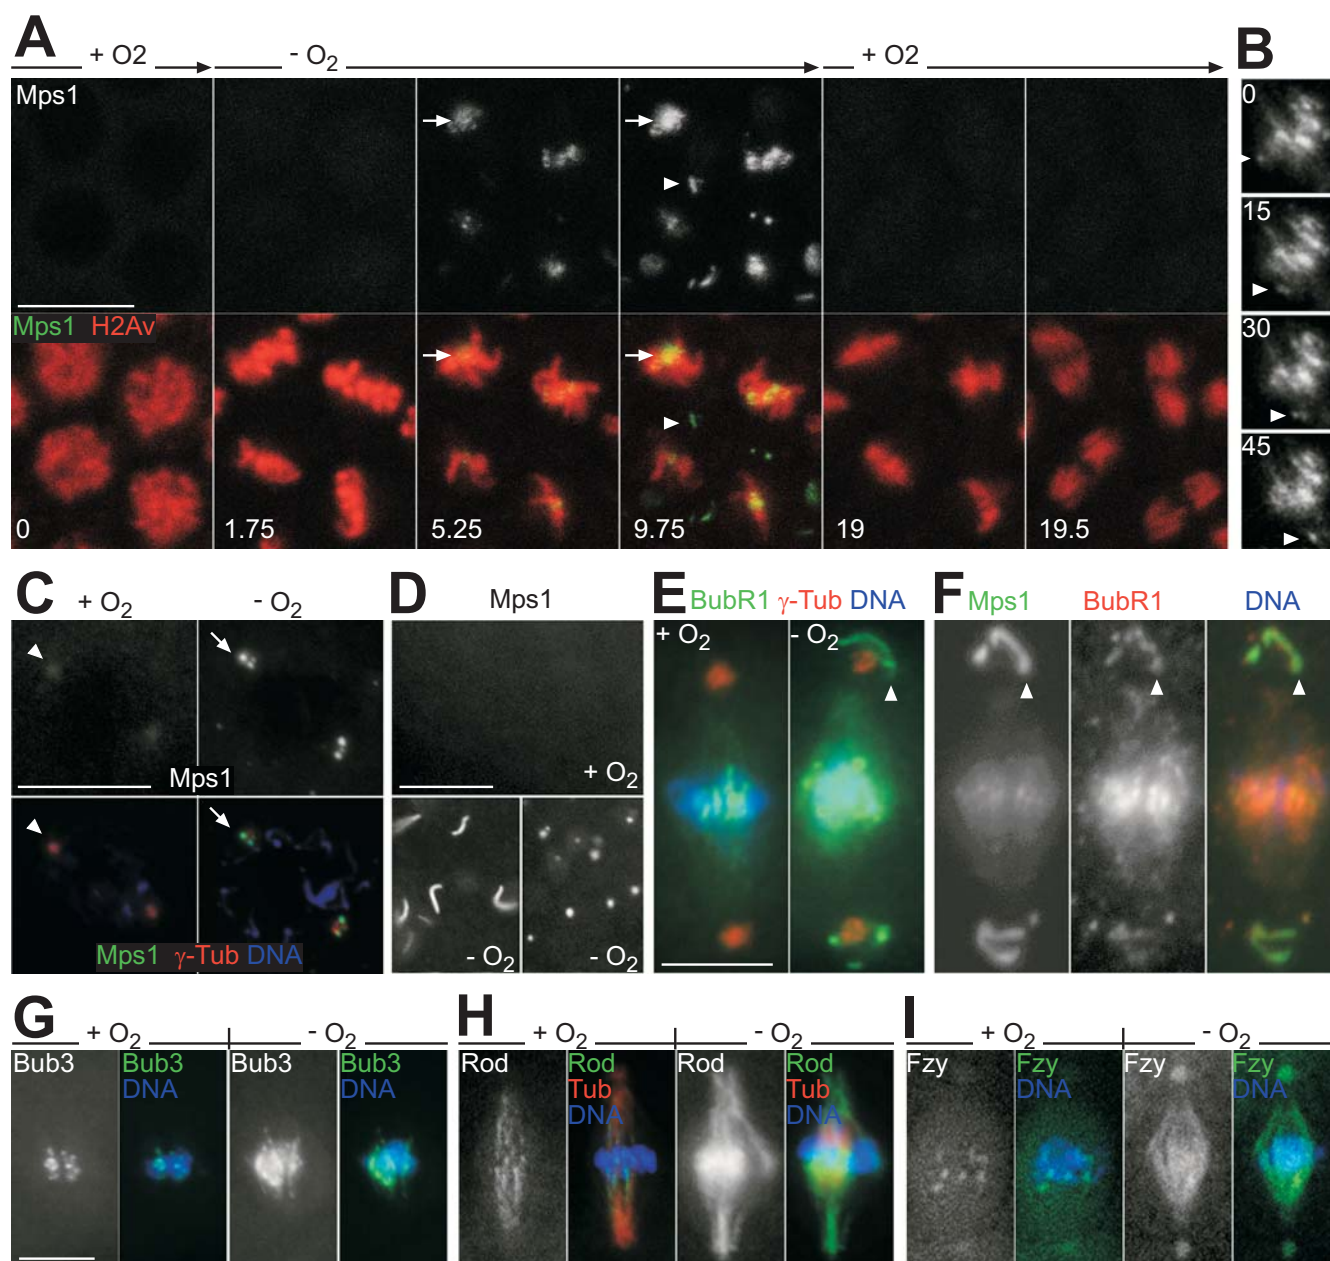 A
+ O2
- O2
+ O2
Mps1
Mps1 H2Av
0
1.75
5.25
9.75
19
19.5
B
0
15
30
45
C
+ O2
- O2
Mps1
Mps1 γ-Tub DNA
D
Mps1
+ O2
- O2
- O2
E
BubR1 γ-Tub DNA
+ O2
- O2
F
Mps1
BubR1
DNA
G
+ O2
- O2
Bub3
Bub3
DNA
Bub3
Bub3
DNA
H
+ O2
- O2
Rod
Rod
Tub
DNA
Rod
Rod
Tub
DNA
I
+ O2
- O2
Fzy
Fzy
DNA
Fzy
Fzy
DNA